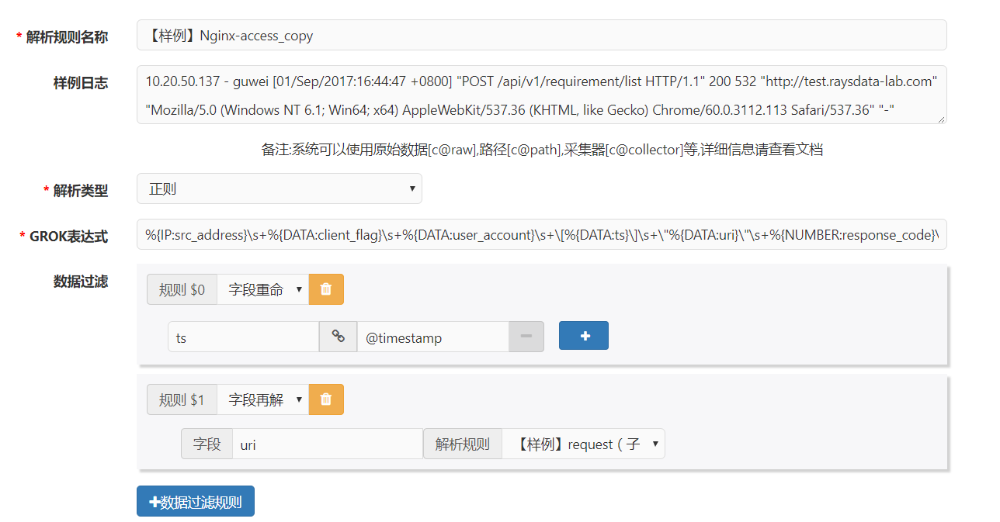 * 解析规则名称 【样例】Nginx-access_copy
样例日志 10.20.50.137 - guwei [01/Sep/2017:16:44:47 +0800] "POST /api/v1/requirement/list HTTP/1.1" 200 532 "http://test.raysdata-lab.com"
"Mozilla/5.0 (Windows NT 6.1; Win64; x64) AppleWebKit/537.36 (KHTML, like Gecko) Chrome/60.0.3112.113 Safari/537.36" "-"
备注:系统可以使用原始数据[c@raw],路径[c@path],采集器[c@collector]等,详细信息请查看文档
* 解析类型 正则
* GROK表达式 %{IP:src_address}\s+%{DATA:client_flag}\s+%{DATA:user_account}\s+\[%{DATA:ts}\]\s+\"%{DATA:uri}\"\s+%{NUMBER:response_code}\
数据过滤
规则 $0 字段重命
ts @timestamp
规则 $1 字段再解
字段 uri 解析规则 【样例】request（子
+数据过滤规则